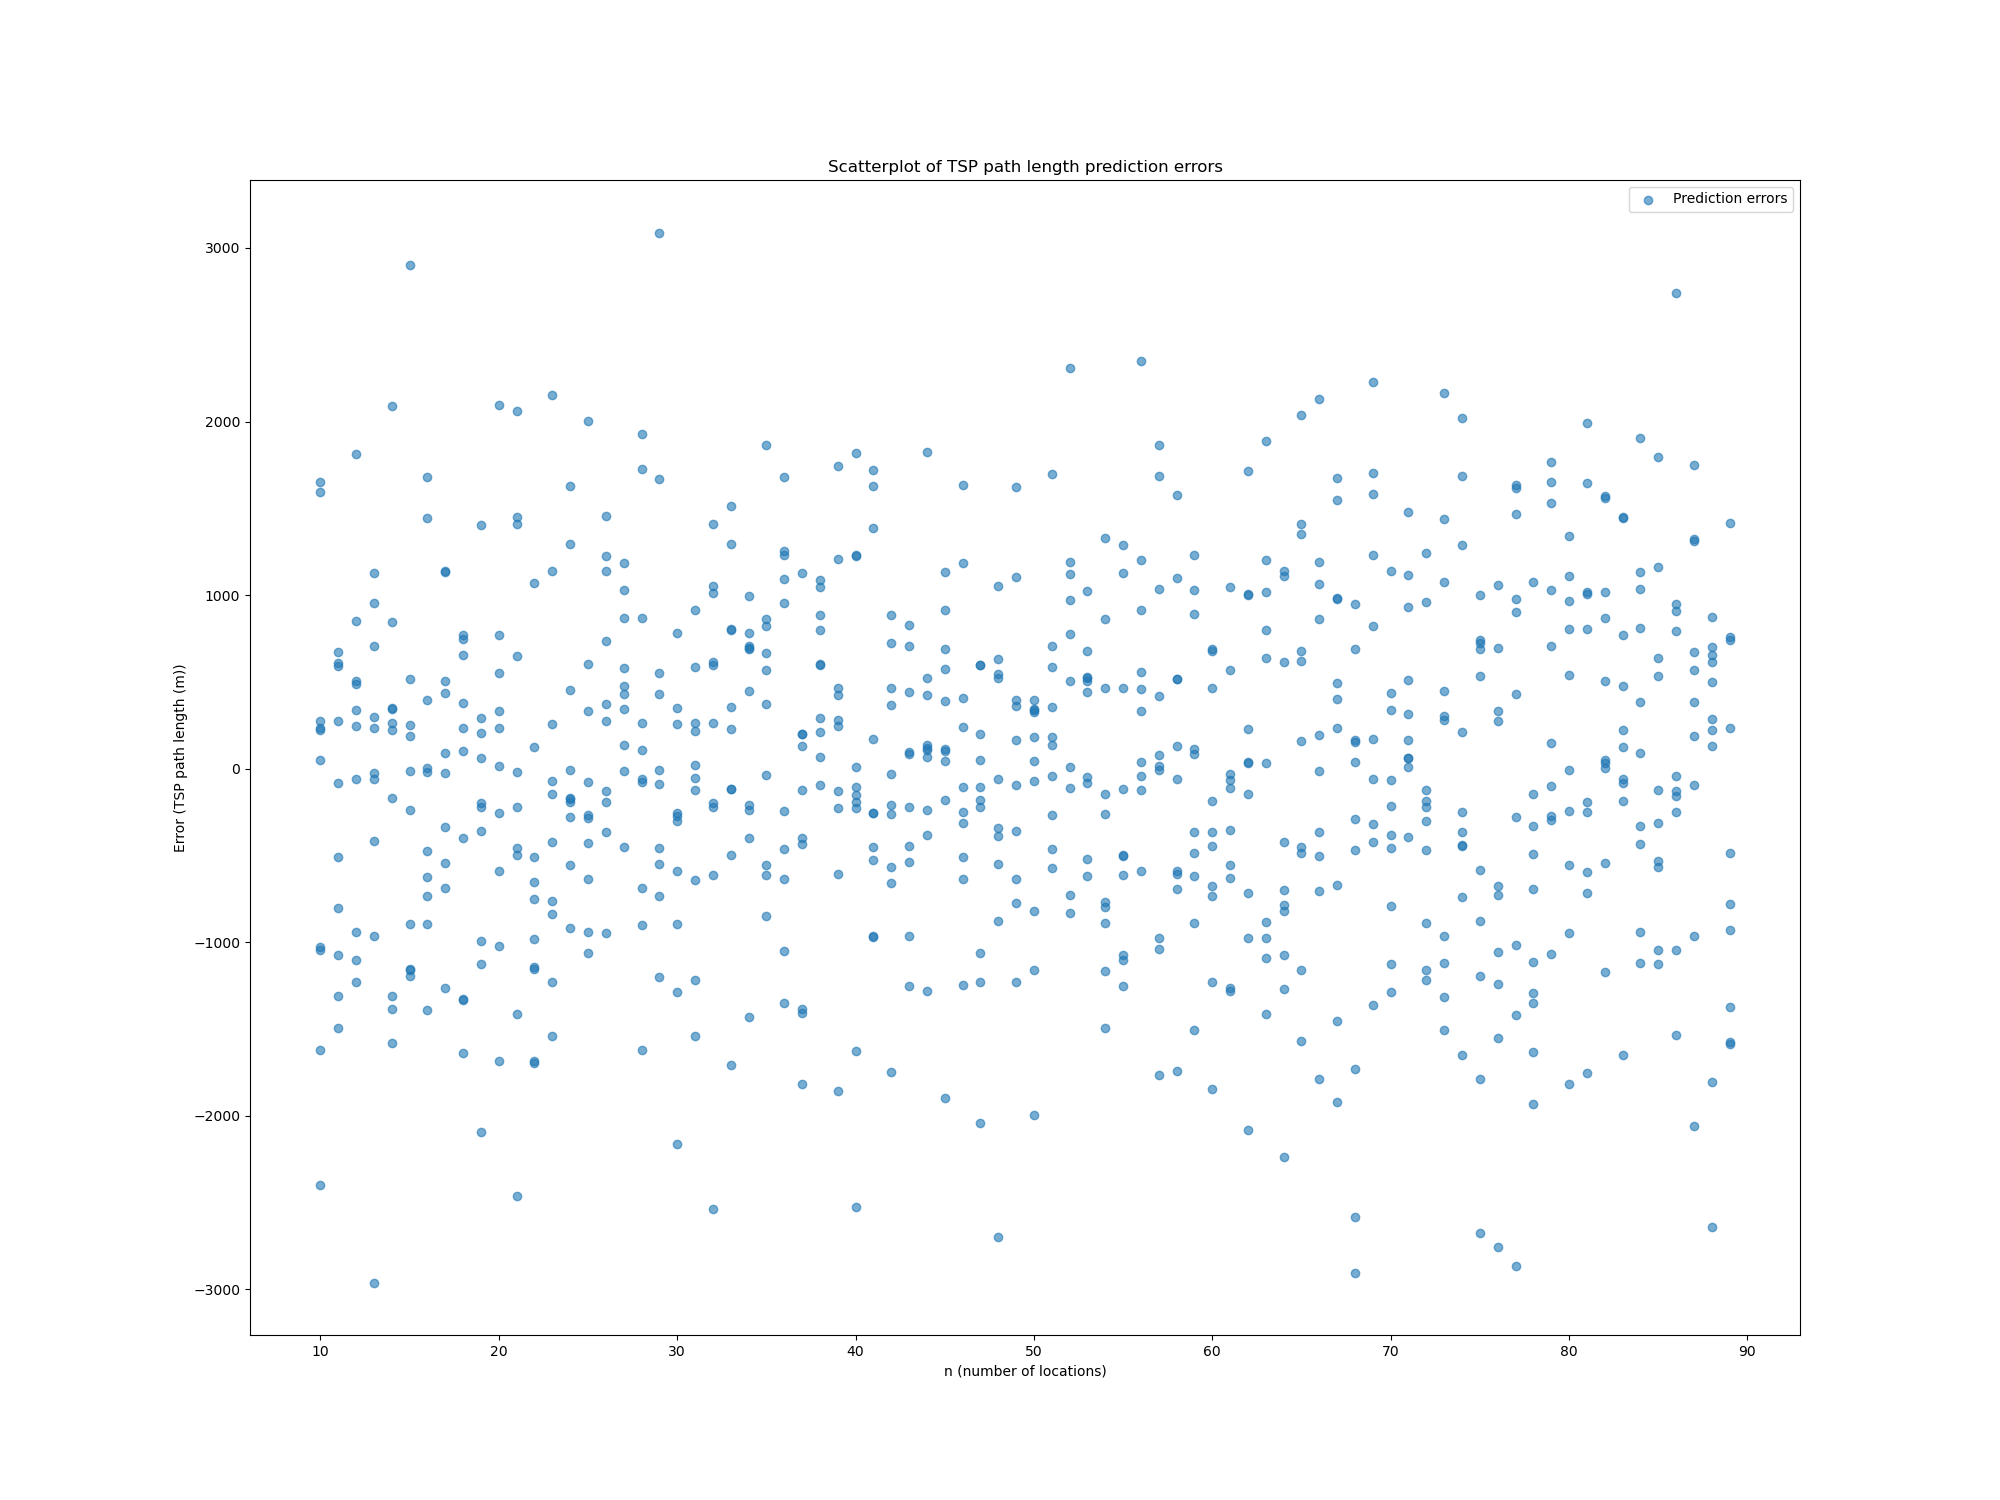 Scatterplot of TSP path length prediction errors
Prediction errors
3000
2000
1000
0
−1000
−2000
−3000
Error (TSP path length (m))
10 20 30 40 50 60 70 80 90
n (number of locations)